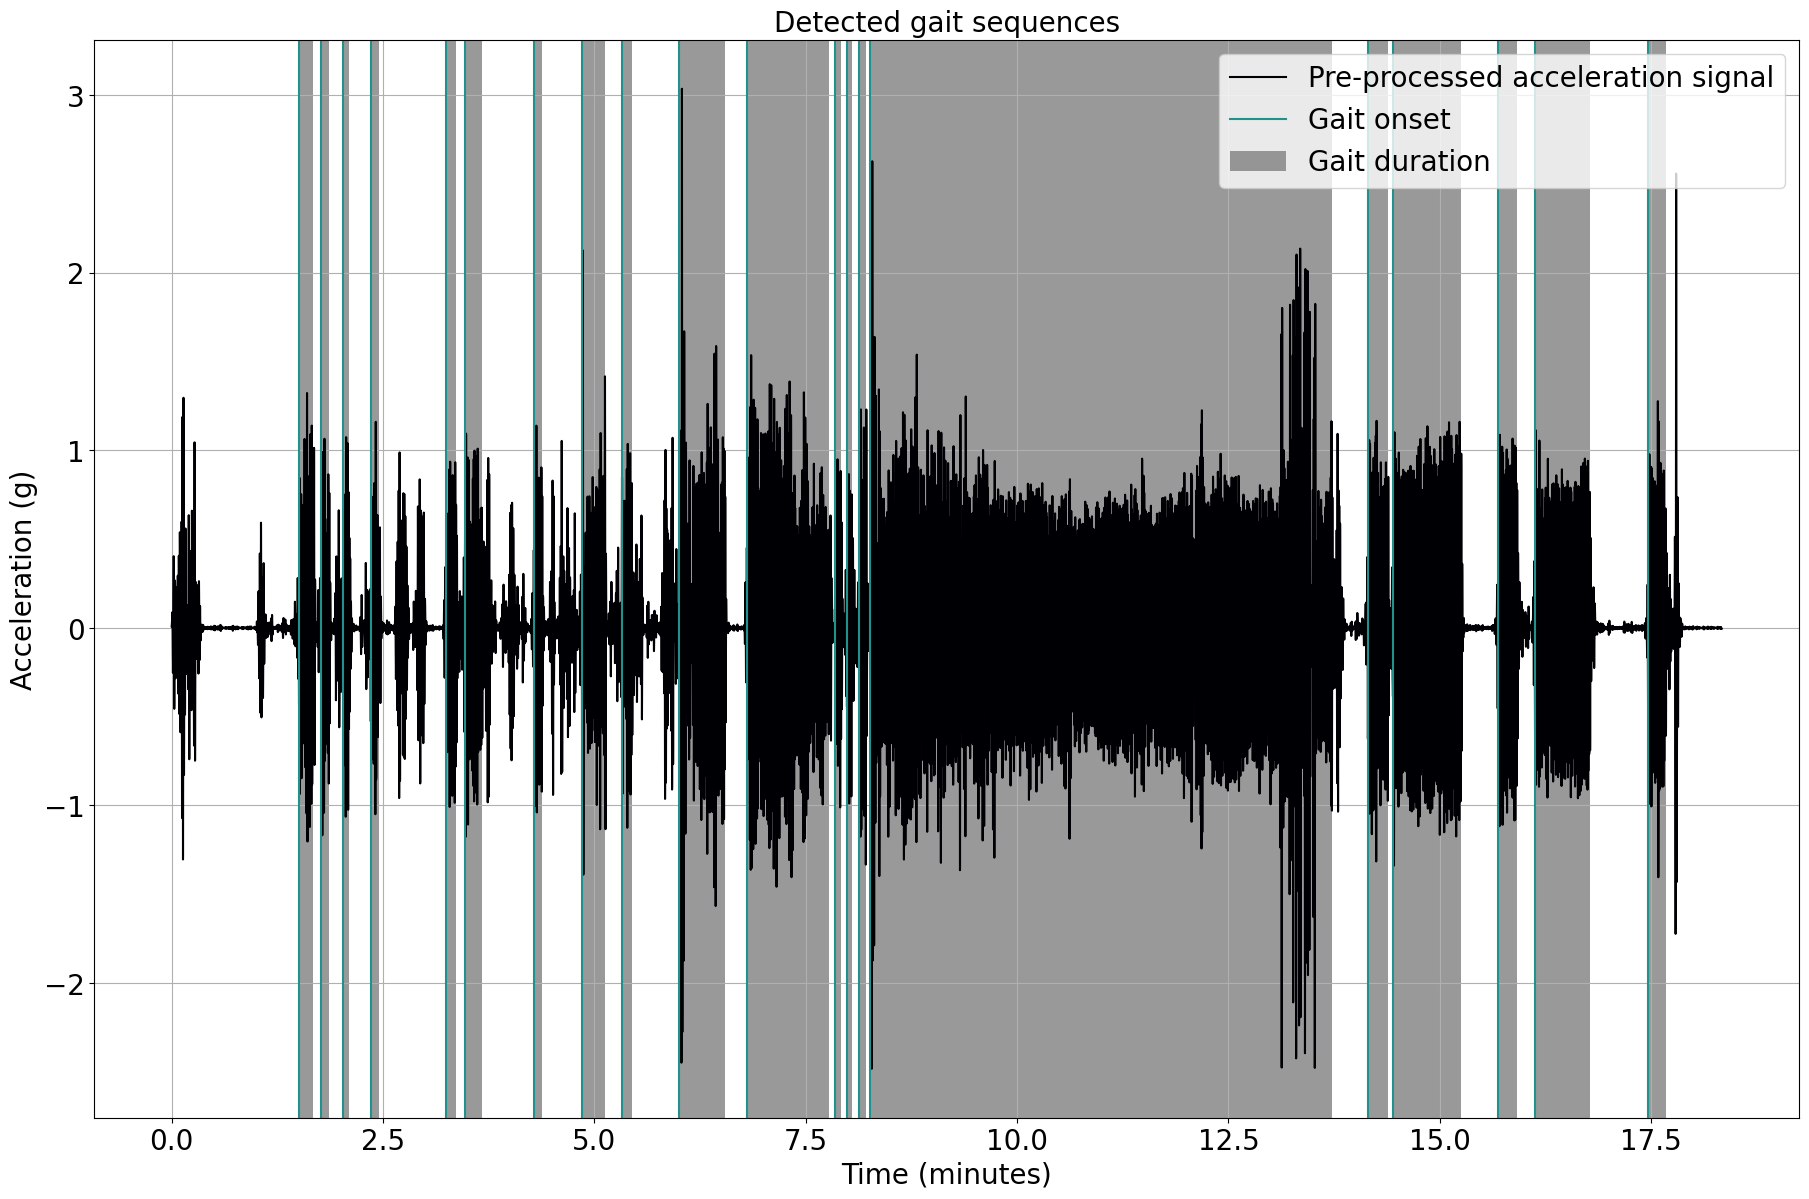 Detected gait sequences
Pre-processed acceleration signal
Gait onset
Gait duration
3
2
1
0
−1
−2
Acceleration (g)
0.0 2.5 5.0 7.5 10.0 12.5 15.0 17.5
Time (minutes)